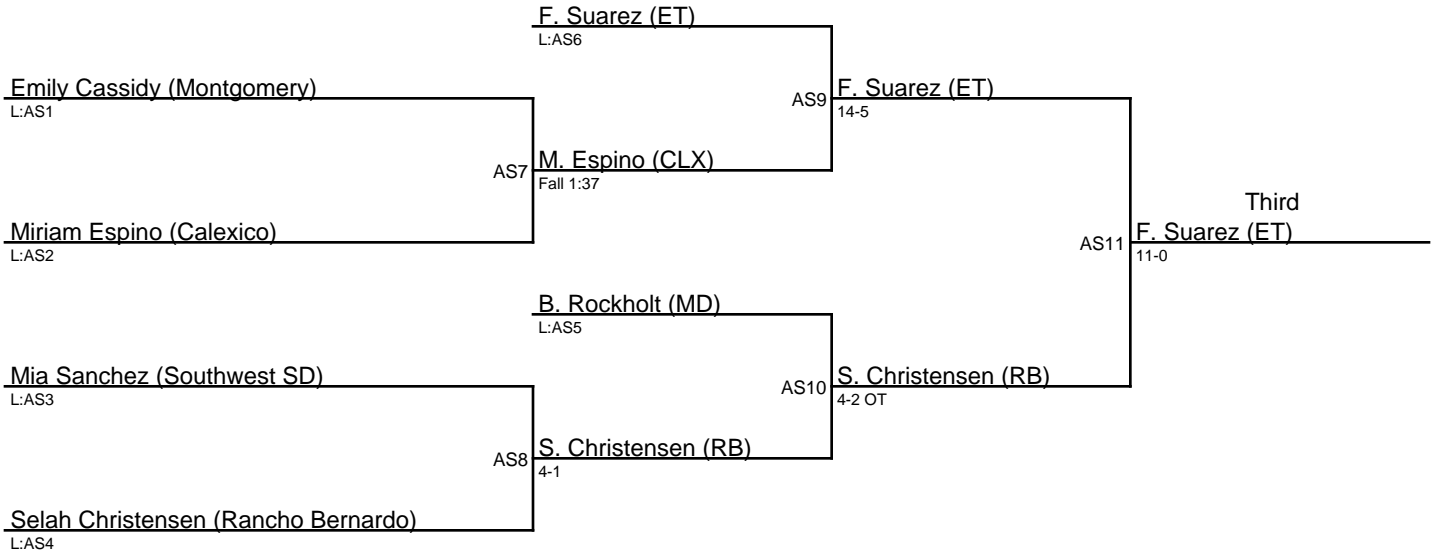 F. Suarez (ET)
L:AS6
Emily Cassidy (Montgomery)
L:AS1
AS9
F. Suarez (ET)
14-5
AS7
M. Espino (CLX)
Fall 1:37
Miriam Espino (Calexico)
L:AS2
Third
AS11
F. Suarez (ET)
11-0
B. Rockholt (MD)
L:AS5
Mia Sanchez (Southwest SD)
L:AS3
AS10
S. Christensen (RB)
4-2 OT
AS8
S. Christensen (RB)
4-1
Selah Christensen (Rancho Bernardo)
L:AS4